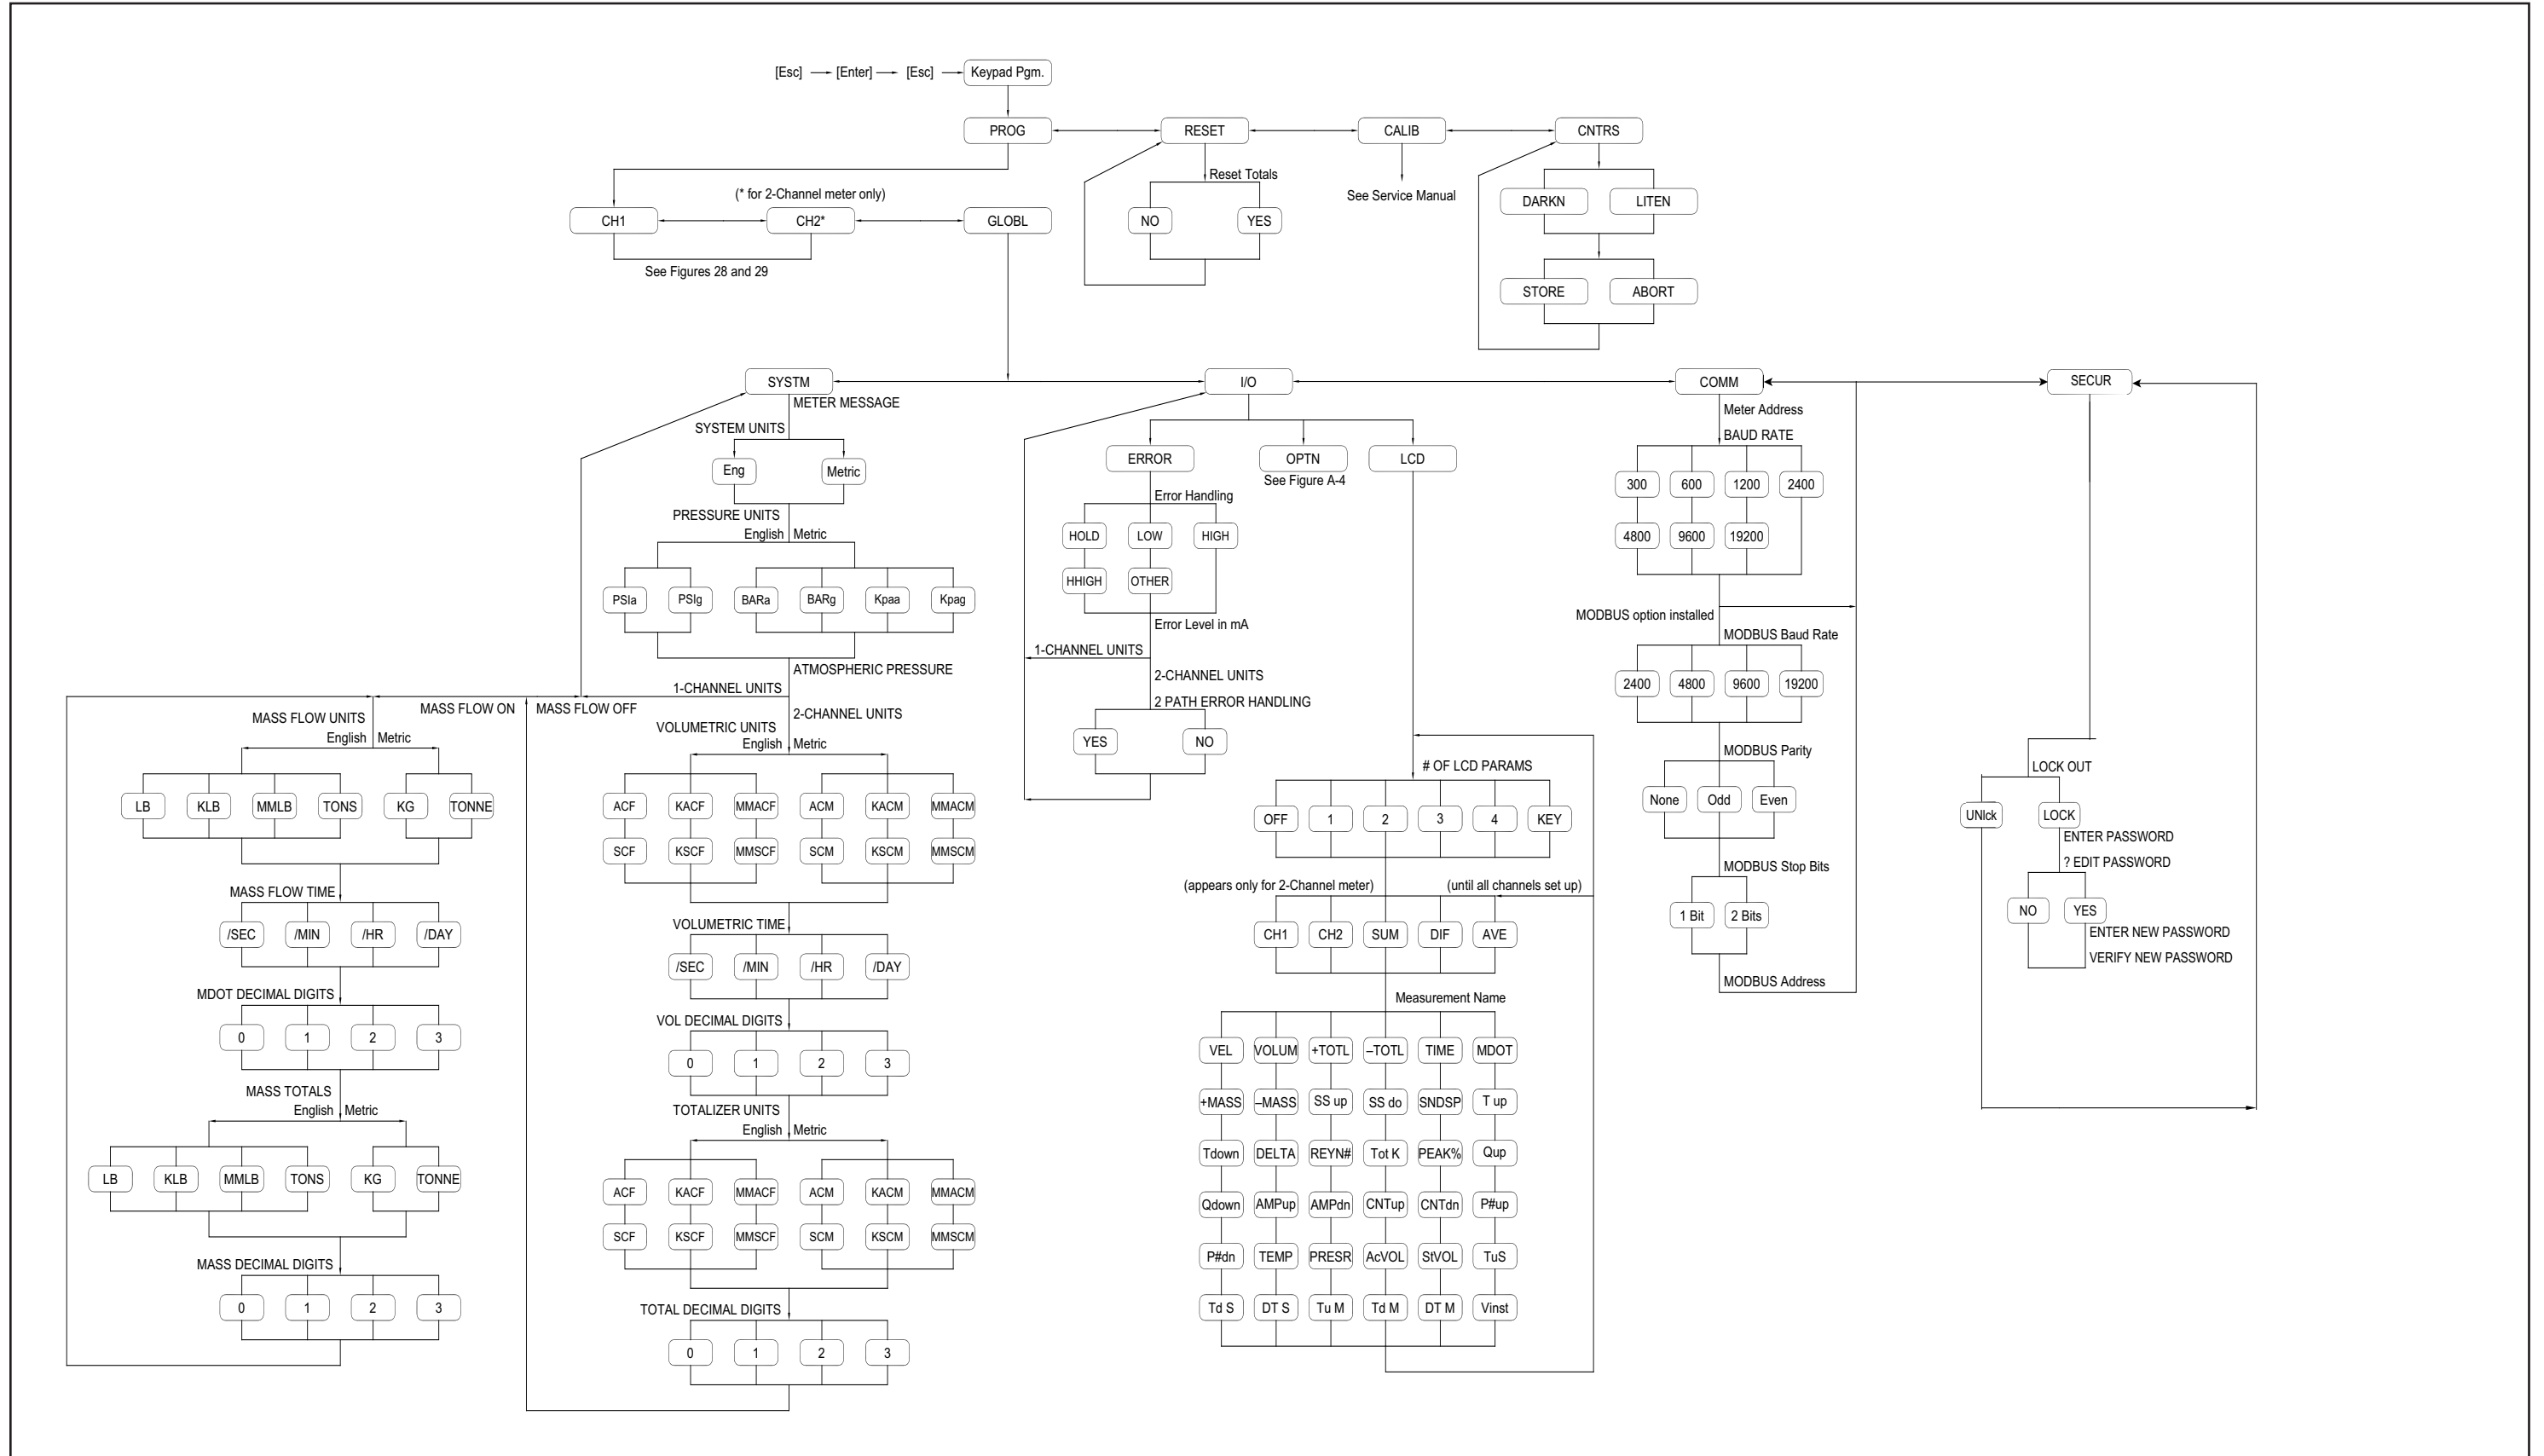 [Esc] [Enter] [Esc] Keypad Pgm.
PROG RESET CALIB CNTRS
Reset Totals
See Service Manual
(* for 2-Channel meter only)
DARKN LITEN
CH1 CH2* GLOBL NO YES
See Figures 28 and 29
STORE ABORT
SYSTM I/O COMM SECUR
METER MESSAGE
SYSTEM UNITS
Eng Metric
PRESSURE UNITS
English Metric
PSIa PSIg BARa BARg Kpaa Kpag
ATMOSPHERIC PRESSURE
1-CHANNEL UNITS
MASS FLOW ON MASS FLOW OFF
2-CHANNEL UNITS
MASS FLOW UNITS
English Metric
LB KLB MMLB TONS KG TONNE
MASS FLOW TIME
/SEC /MIN /HR /DAY
MDOT DECIMAL DIGITS
0 1 2 3
MASS TOTALS
English Metric
LB KLB MMLB TONS KG TONNE
MASS DECIMAL DIGITS
0 1 2 3
VOLUMETRIC UNITS
English Metric
ACF KACF MMACF ACM KACM MMACM
SCF KSCF MMSCF SCM KSCM MMSCM
VOLUMETRIC TIME
/SEC /MIN /HR /DAY
VOL DECIMAL DIGITS
0 1 2 3
TOTALIZER UNITS
English Metric
ACF KACF MMACF ACM KACM MMACM
SCF KSCF MMSCF SCM KSCM MMSCM
TOTAL DECIMAL DIGITS
0 1 2 3
ERROR OPTN LCD
See Figure A-4
Error Handling
HOLD LOW HIGH
HHIGH OTHER
Error Level in mA
1-CHANNEL UNITS
2-CHANNEL UNITS
2 PATH ERROR HANDLING
YES NO
# OF LCD PARAMS
OFF 1 2 3 4 KEY
(appears only for 2-Channel meter) (until all channels set up)
CH1 CH2 SUM DIF AVE
Measurement Name
VEL VOLUM +TOTL –TOTL TIME MDOT
+MASS –MASS SS up SS do SNDSP T up
Tdown DELTA REYN# Tot K PEAK% Qup
Qdown AMPup AMPdn CNTup CNTdn P#up
P#dn TEMP PRESR AcVOL StVOL TuS
Td S DT S Tu M Td M DT M Vinst
Meter Address
BAUD RATE
300 600 1200 2400
4800 9600 19200
MODBUS option installed
MODBUS Baud Rate
2400 4800 9600 19200
MODBUS Parity
None Odd Even
MODBUS Stop Bits
1 Bit 2 Bits
MODBUS Address
LOCK OUT
UNlck LOCK
ENTER PASSWORD
? EDIT PASSWORD
NO YES
ENTER NEW PASSWORD
VERIFY NEW PASSWORD